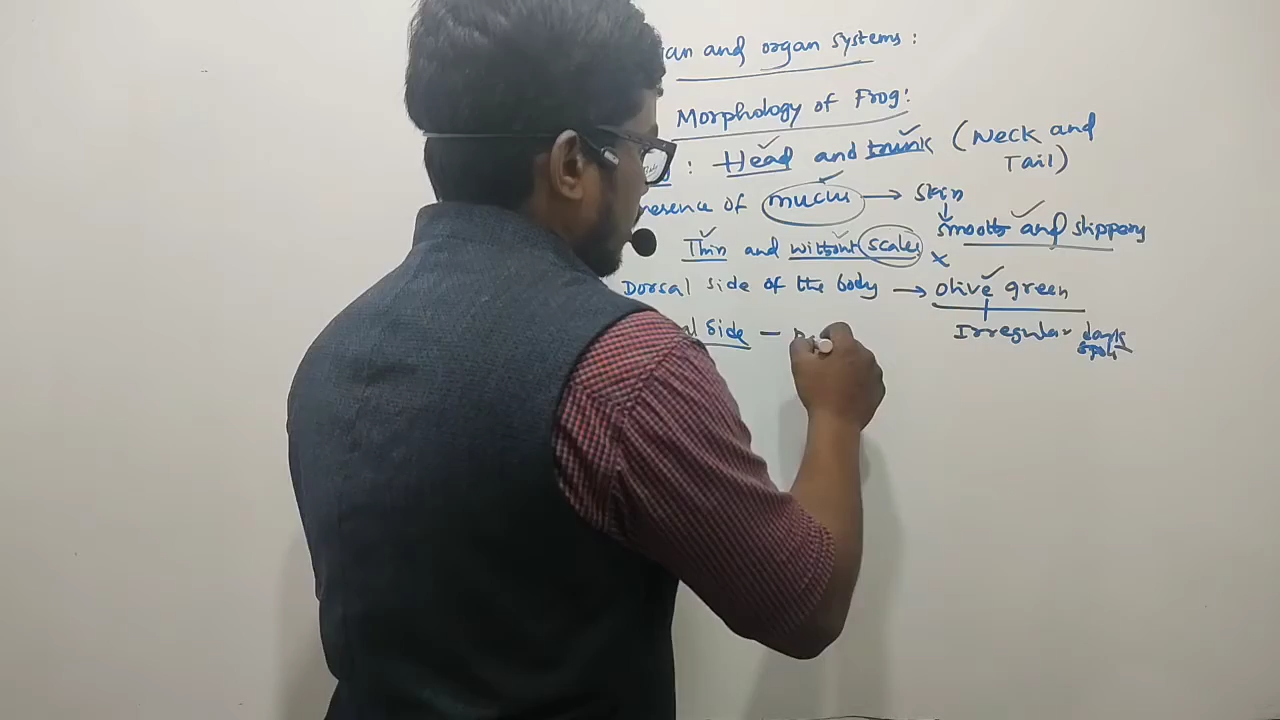 an and organ systems :
Morphology of Frog :
: Head and trunk (Neck and Tail)
resence of mucus → skin
smooth and slippery
Thin and without scales ×
Dorsal side of the body → olive green
Irregular dark spots
al side –